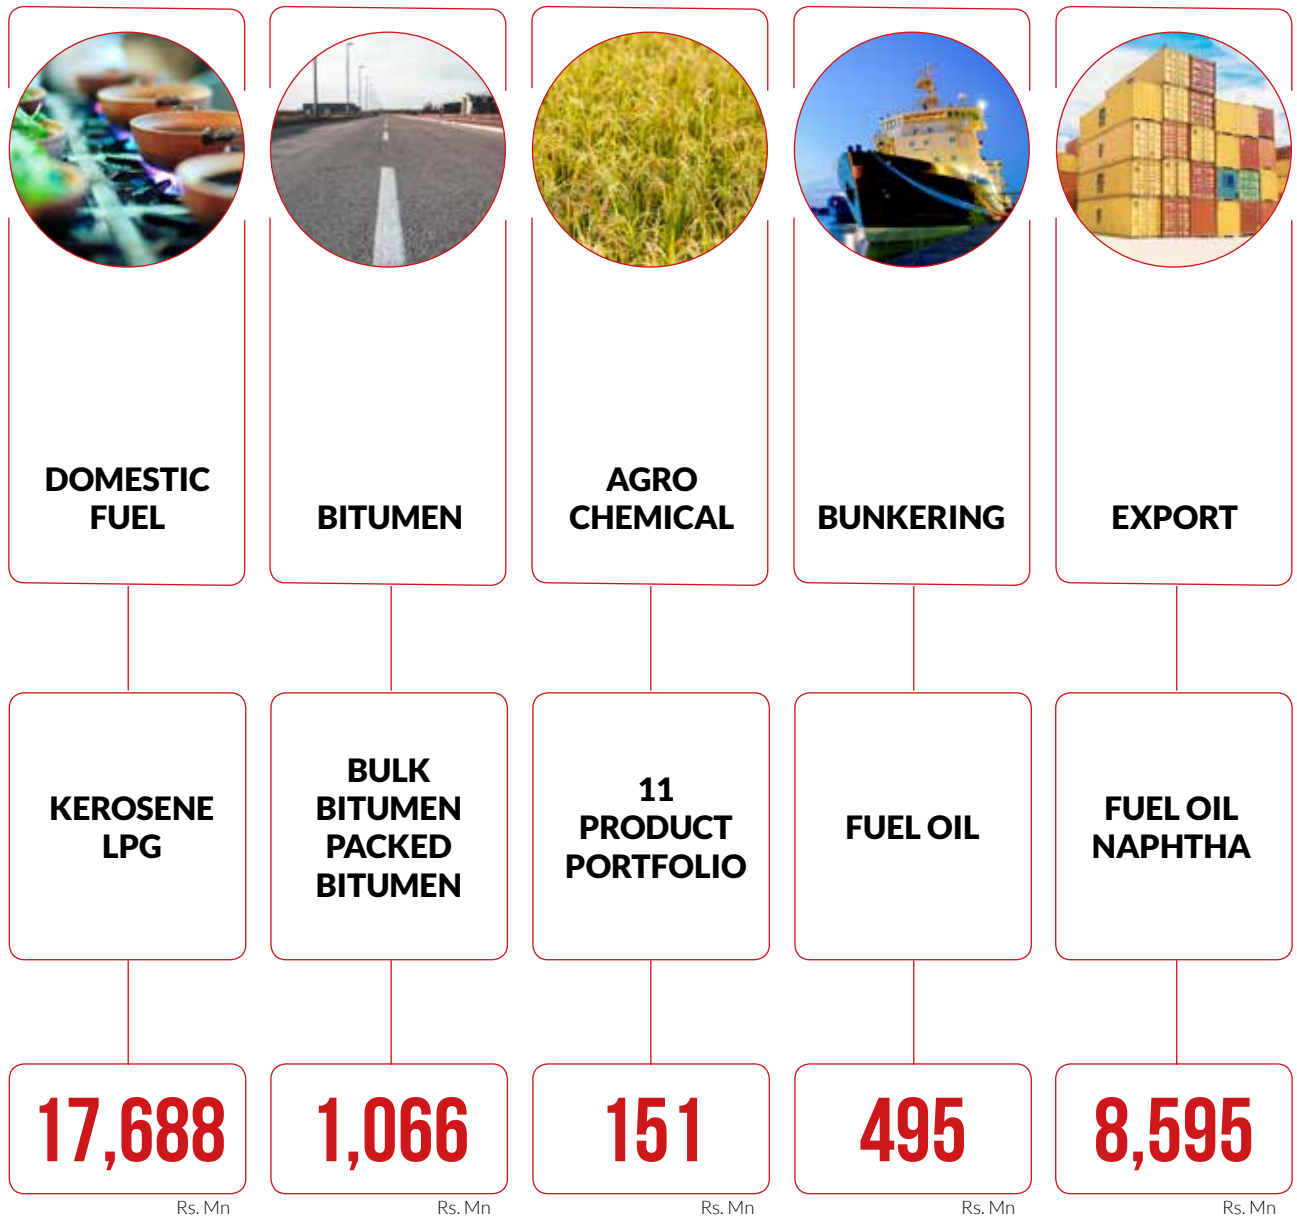 DOMESTIC
FUEL
BITUMEN
AGRO
CHEMICAL
BUNKERING
EXPORT
KEROSENE
LPG
BULK
BITUMEN
PACKED
BITUMEN
11
PRODUCT
PORTFOLIO
FUEL OIL
FUEL OIL
NAPHTHA
17,688
Rs. Mn
1,066
Rs. Mn
151
Rs. Mn
495
Rs. Mn
8,595
Rs. Mn